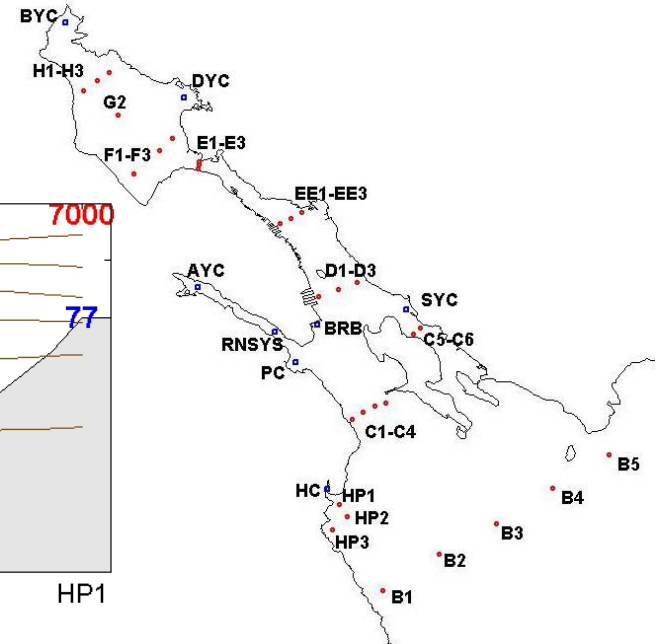 BYC
H1-H3
DYC
G2
E1-E3
F1-F3
EE1-EE3
7000
AYC
D1-D3
77
SYC
BRB
C5-C6
RNSYS
PC
C1-C4
B5
HC
HP1
B4
HP2
B3
HP3
B2
HP1
B1